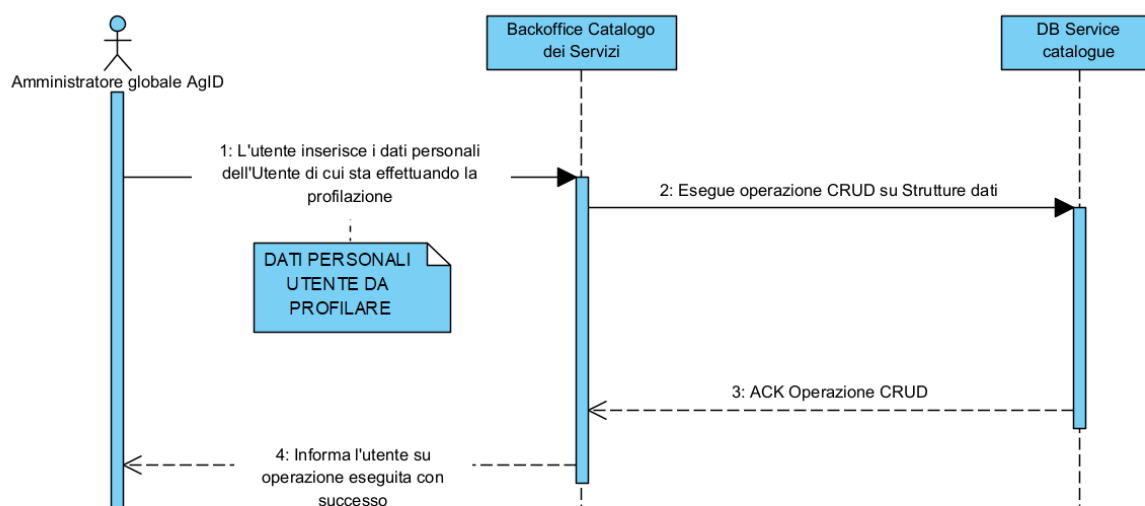 Backoffice Catalogo
dei Servizi
DB Service
catalogue
Amministratore globale AgID
1: L'utente inserisce i dati personali
dell'Utente di cui sta effettuando la
profilazione
2: Esegue operazione CRUD su Strutture dati
DATI PERSONALI
UTENTE DA
PROFILARE
3: ACK Operazione CRUD
4: Informa l'utente su
operazione eseguita con
successo